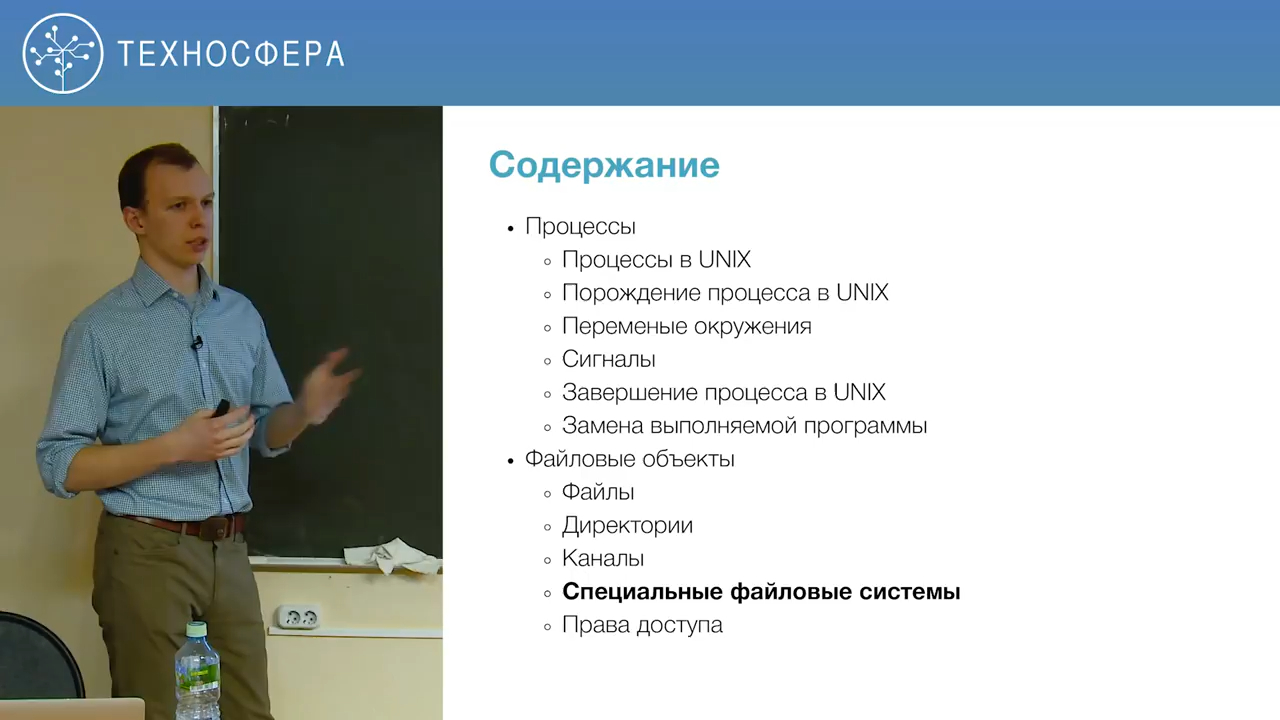 ТЕХНОСФЕРА
Содержание
• Процессы
◦ Процессы в UNIX
◦ Порождение процесса в UNIX
◦ Переменые окружения
◦ Сигналы
◦ Завершение процесса в UNIX
◦ Замена выполняемой программы
• Файловые объекты
◦ Файлы
◦ Директории
◦ Каналы
◦ Специальные файловые системы
◦ Права доступа